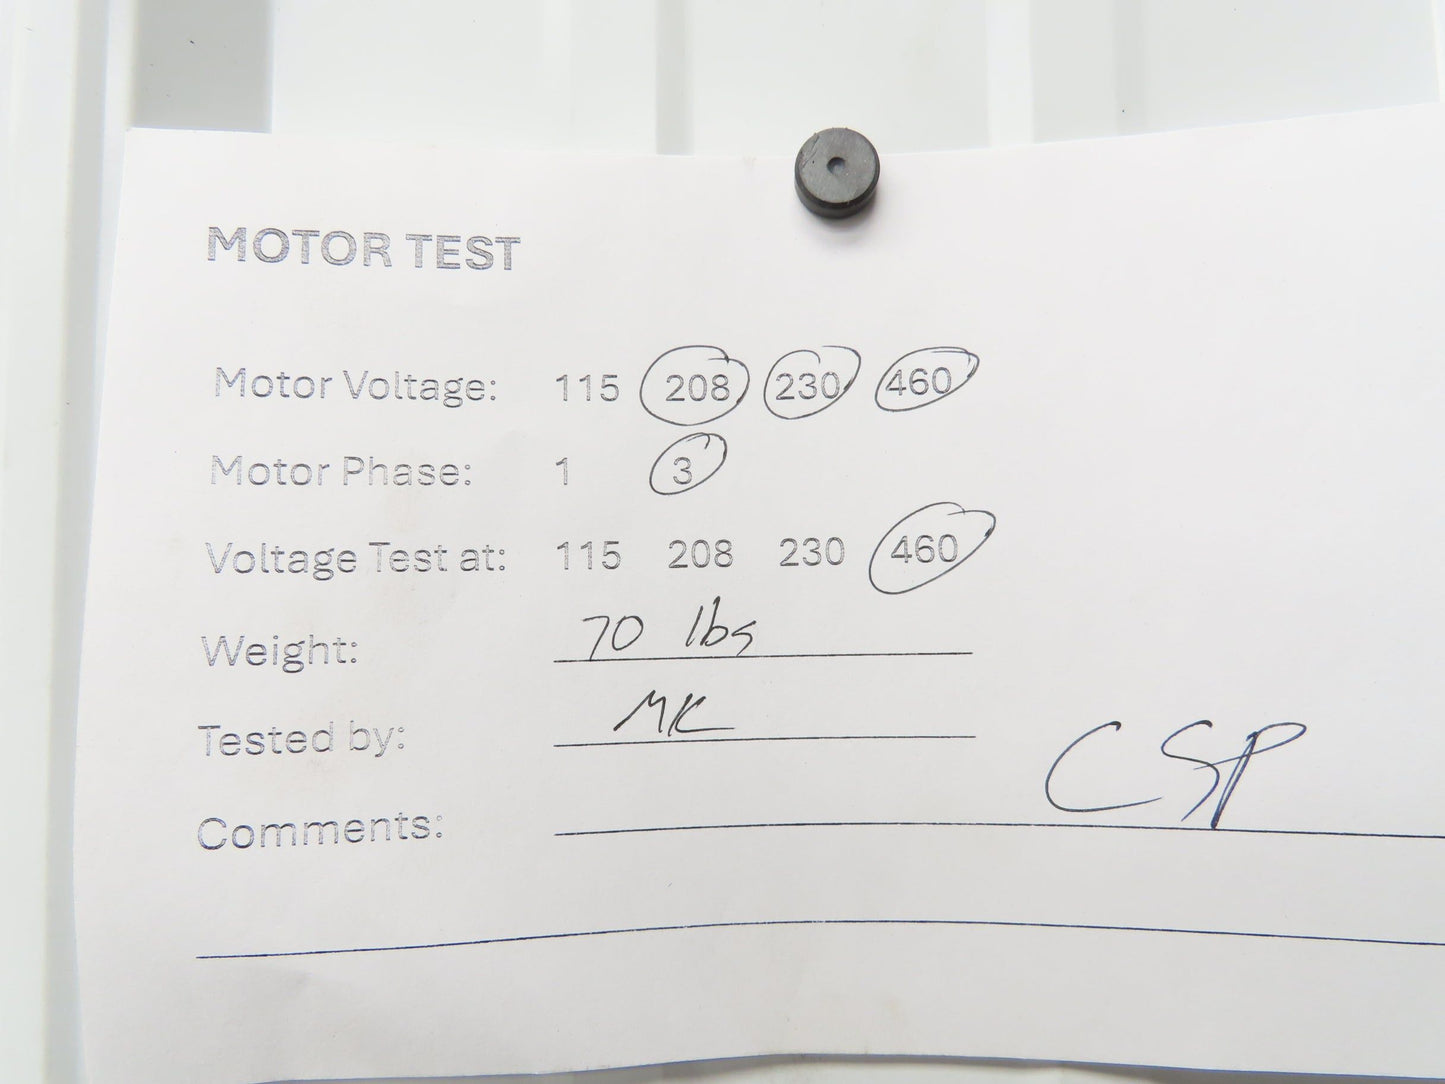 MOTOR TEST
Motor Voltage: 115 208 230 460
Motor Phase: 1 3
Voltage Test at: 115 208 230 460
Weight: 70 lbs
Tested by: MK
Comments: CSP